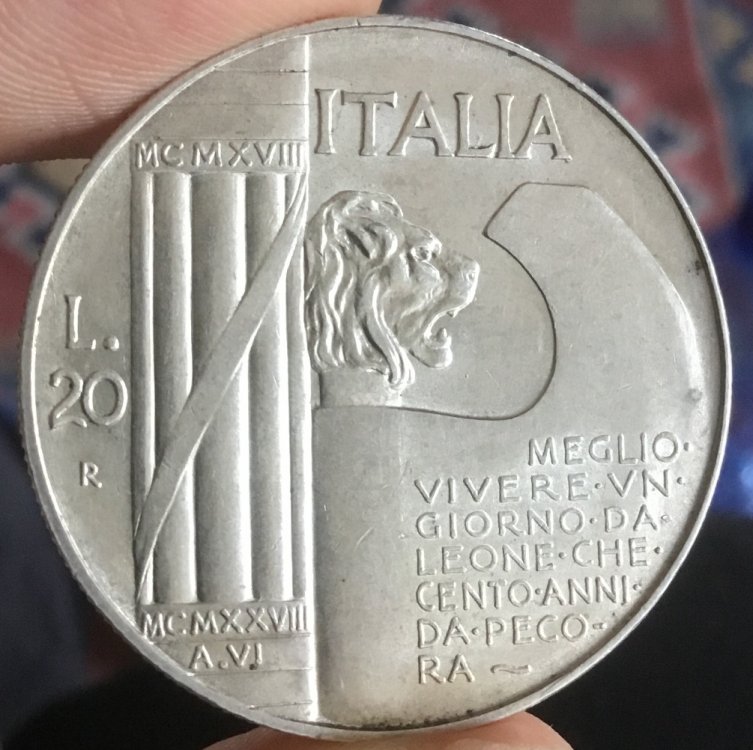 ITALIA
MCMXVIII
L.
20
R
MEGLIO·
VIVERE·VN·
GIORNO·DA·
LEONE·CHE·
CENTO·ANNI·
DA·PECO·
RA ~
MCMXXVIII
A.VI